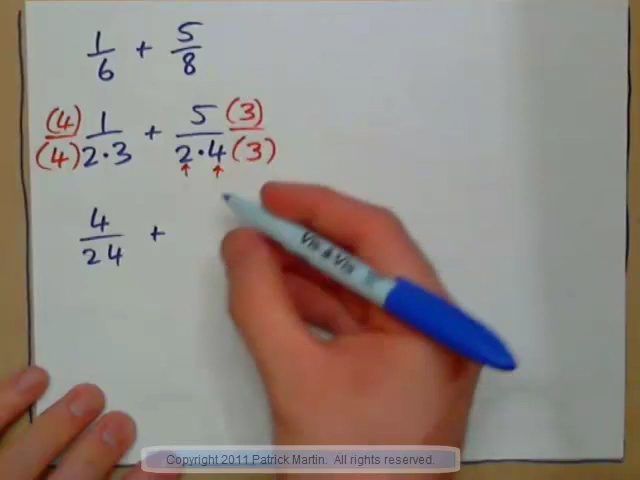 1/6 + 5/8
(4)/(4) 1/2·3 + 5/2·4 (3)/(3)
4/24 +
Vis à Vis
Copyright 2011 Patrick Martin. All rights reserved.